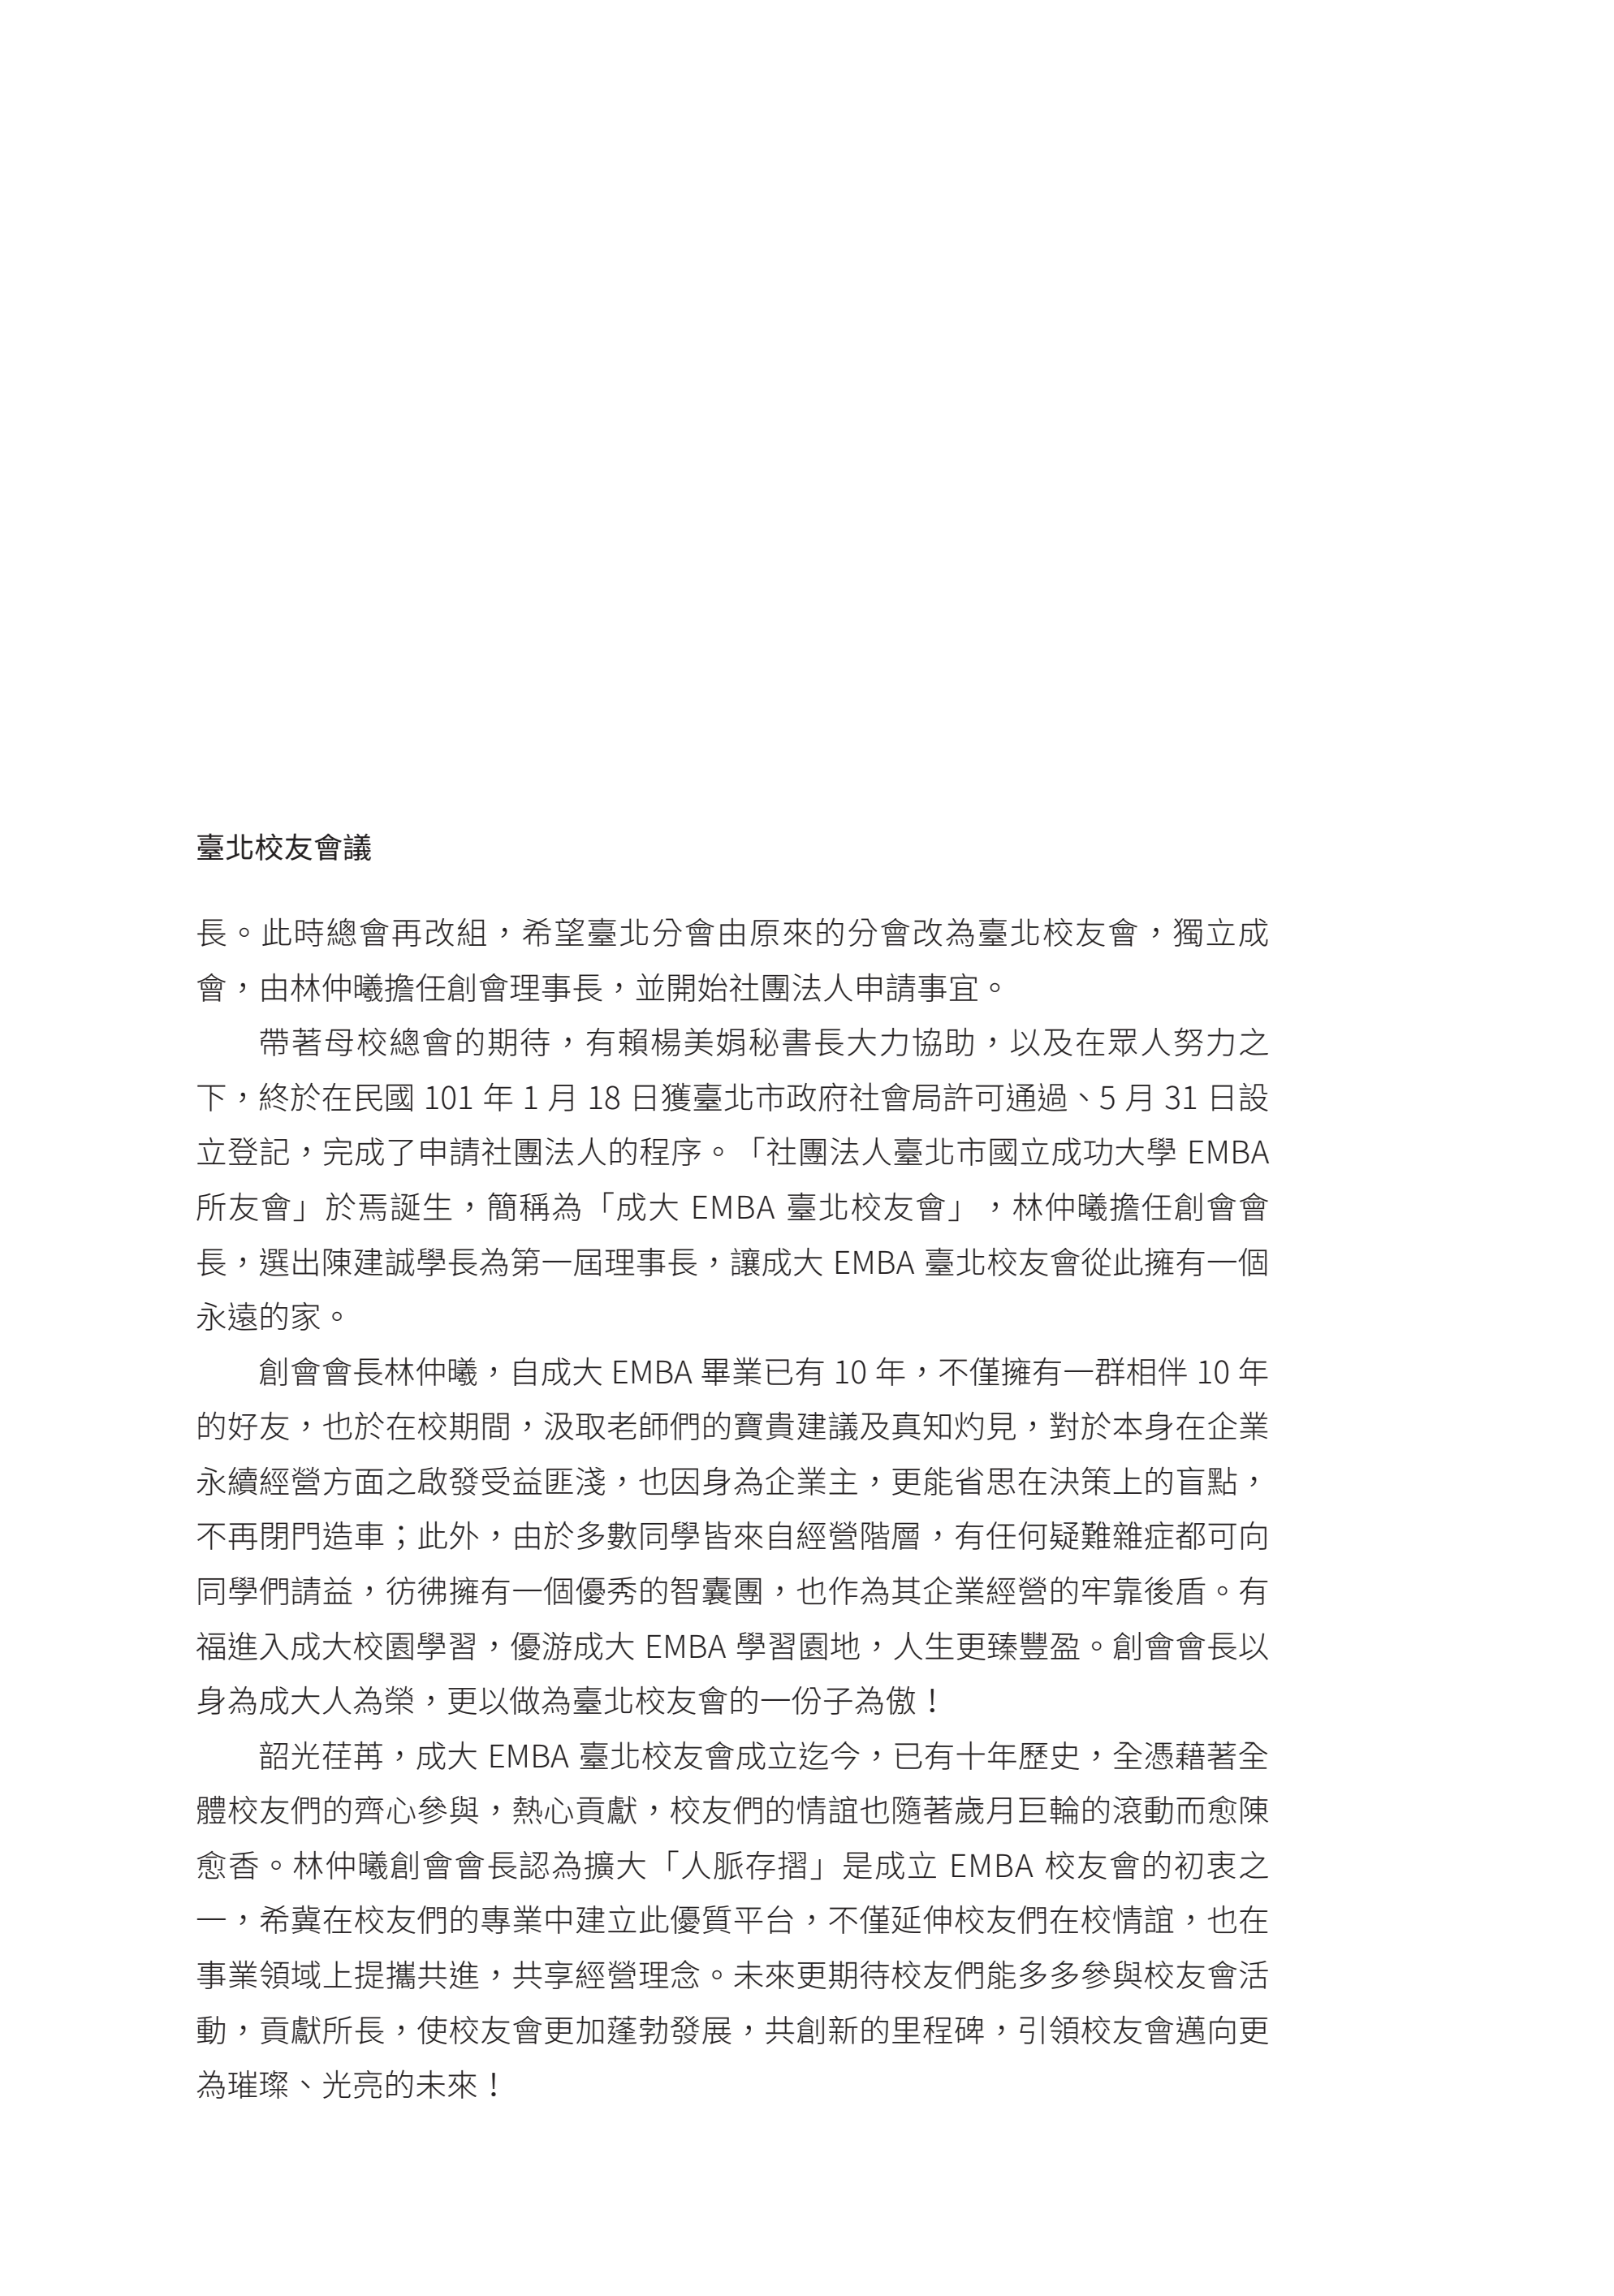 臺北校友會議
長。此時總會再改組，希望臺北分會由原來的分會改為臺北校友會，獨立成
會，由林仲曦擔任創會理事長，並開始社團法人申請事宜。
帶著母校總會的期待，有賴楊美娟秘書長大力協助，以及在眾人努力之
下，終於在民國 101 年 1 月 18 日獲臺北市政府社會局許可通過、5 月 31 日設
立登記，完成了申請社團法人的程序。「社團法人臺北市國立成功大學 EMBA
所友會」於焉誕生，簡稱為「成大 EMBA 臺北校友會」，林仲曦擔任創會會
長，選出陳建誠學長為第一屆理事長，讓成大 EMBA 臺北校友會從此擁有一個
永遠的家。
創會會長林仲曦，自成大 EMBA 畢業已有 10 年，不僅擁有一群相伴 10 年
的好友，也於在校期間，汲取老師們的寶貴建議及真知灼見，對於本身在企業
永續經營方面之啟發受益匪淺，也因身為企業主，更能省思在決策上的盲點，
不再閉門造車；此外，由於多數同學皆來自經營階層，有任何疑難雜症都可向
同學們請益，彷彿擁有一個優秀的智囊團，也作為其企業經營的牢靠後盾。有
福進入成大校園學習，優游成大 EMBA 學習園地，人生更臻豐盈。創會會長以
身為成大人為榮，更以做為臺北校友會的一份子為傲！
韶光荏苒，成大 EMBA 臺北校友會成立迄今，已有十年歷史，全憑藉著全
體校友們的齊心參與，熱心貢獻，校友們的情誼也隨著歲月巨輪的滾動而愈陳
愈香。林仲曦創會會長認為擴大「人脈存摺」是成立 EMBA 校友會的初衷之
一，希冀在校友們的專業中建立此優質平台，不僅延伸校友們在校情誼，也在
事業領域上提攜共進，共享經營理念。未來更期待校友們能多多參與校友會活
動，貢獻所長，使校友會更加蓬勃發展，共創新的里程碑，引領校友會邁向更
為璀璨、光亮的未來！